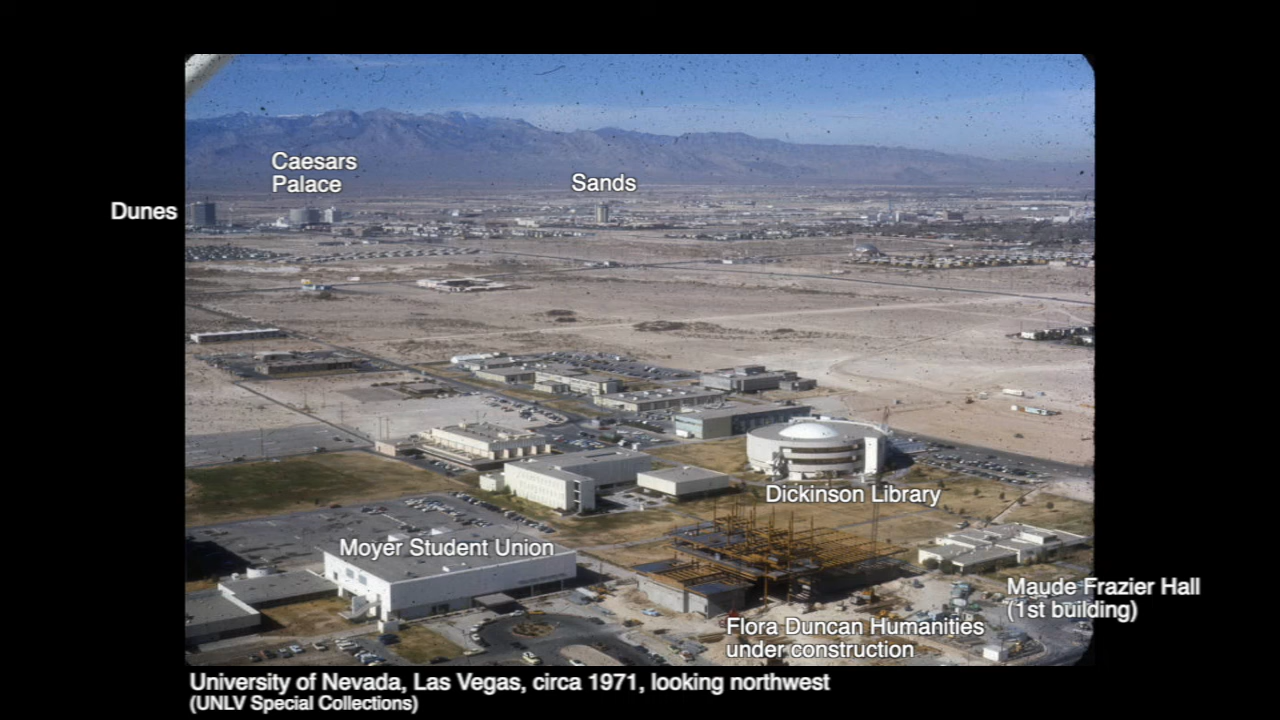 Caesars
Palace
Sands
Dunes
Dickinson Library
Moyer Student Union
Maude Frazier Hall
(1st building)
Flora Duncan Humanities
under construction
University of Nevada, Las Vegas, circa 1971, looking northwest
(UNLV Special Collections)